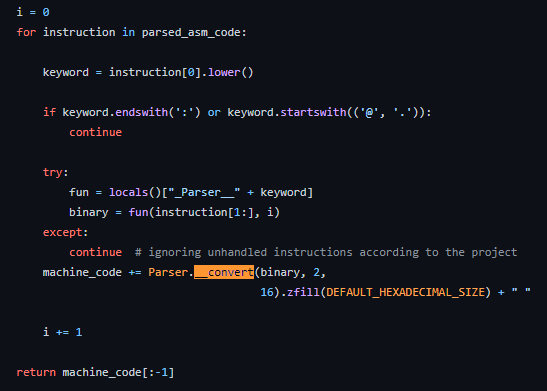 i = 0
for instruction in parsed_asm_code:
keyword = instruction[0].lower()
if keyword.endswith(':') or keyword.startswith(('@', '.')):
continue
try:
fun = locals()["_Parser__" + keyword]
binary = fun(instruction[1:], i)
except:
continue # ignoring unhandled instructions according to the project
machine_code += Parser.__convert(binary, 2,
16).zfill(DEFAULT_HEXADECIMAL_SIZE) + " "
i += 1
return machine_code[:-1]